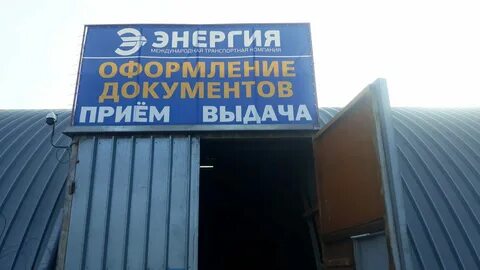 ЭНЕРГИЯ
МЕЖДУНАРОДНАЯ ТРАНСПОРТНАЯ КОМПАНИЯ
ОФОРМЛЕНИЕ
ДОКУМЕНТОВ
ПРИЁМ ВЫДАЧА